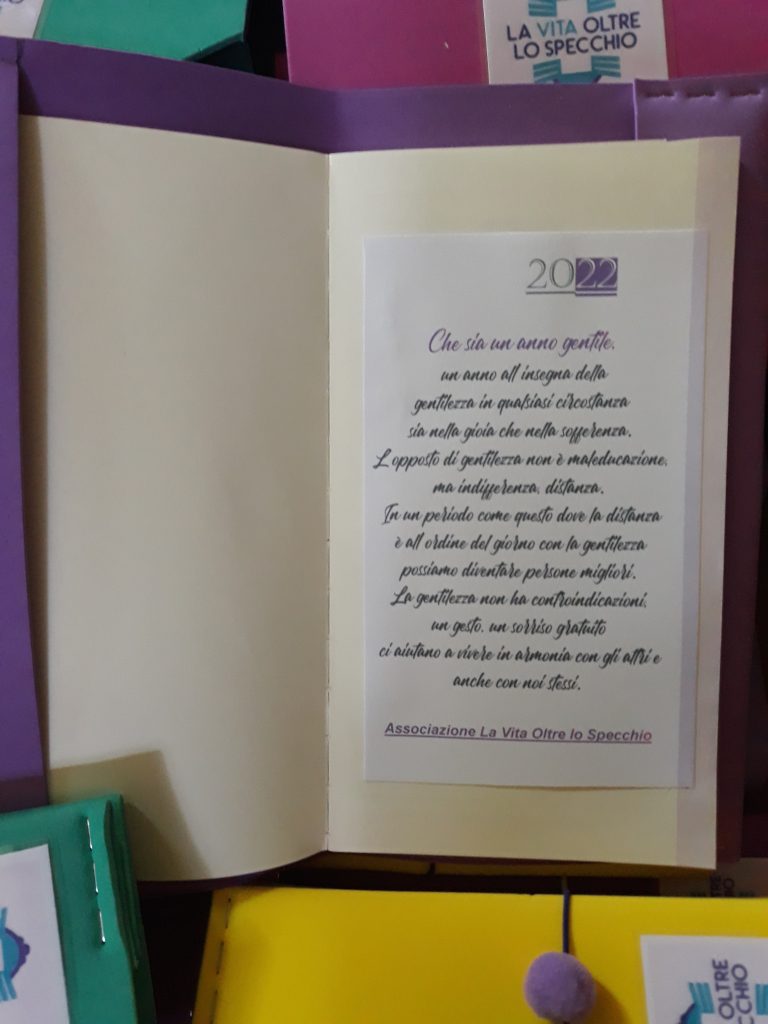 LA VITA OLTRE
LO SPECCHIO
2022
Che sia un anno gentile,
un anno all'insegna della
gentilezza in qualsiasi circostanza
sia nella gioia che nella sofferenza.
L'opposto di gentilezza non è maleducazione,
ma indifferenza, distanza.
In un periodo come questo dove la distanza
è all'ordine del giorno con la gentilezza
possiamo diventare persone migliori.
La gentilezza non ha controindicazioni,
un gesto, un sorriso gratuito
ci aiutano a vivere in armonia con gli altri e
anche con noi stessi.
Associazione La Vita Oltre lo Specchio
OLTRE
OLTRE
CCHIO